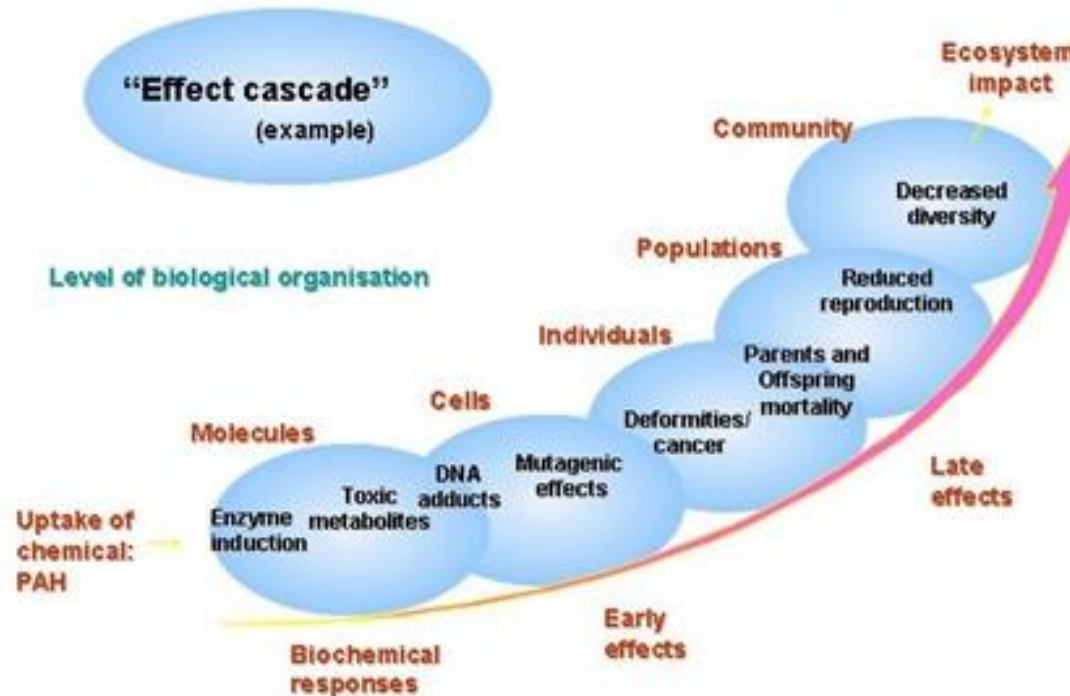 “Effect cascade”
(example)
Ecosystem
impact
Community
Decreased
diversity
Populations
Level of biological organisation
Reduced
reproduction
Individuals
Parents and
Offspring
mortality
Cells
Deformities/
cancer
Molecules
Mutagenic
effects
DNA
adducts
Toxic
metabolites
Enzyme
induction
Late
effects
Uptake of
chemical:
PAH
Early
effects
Biochemical
responses